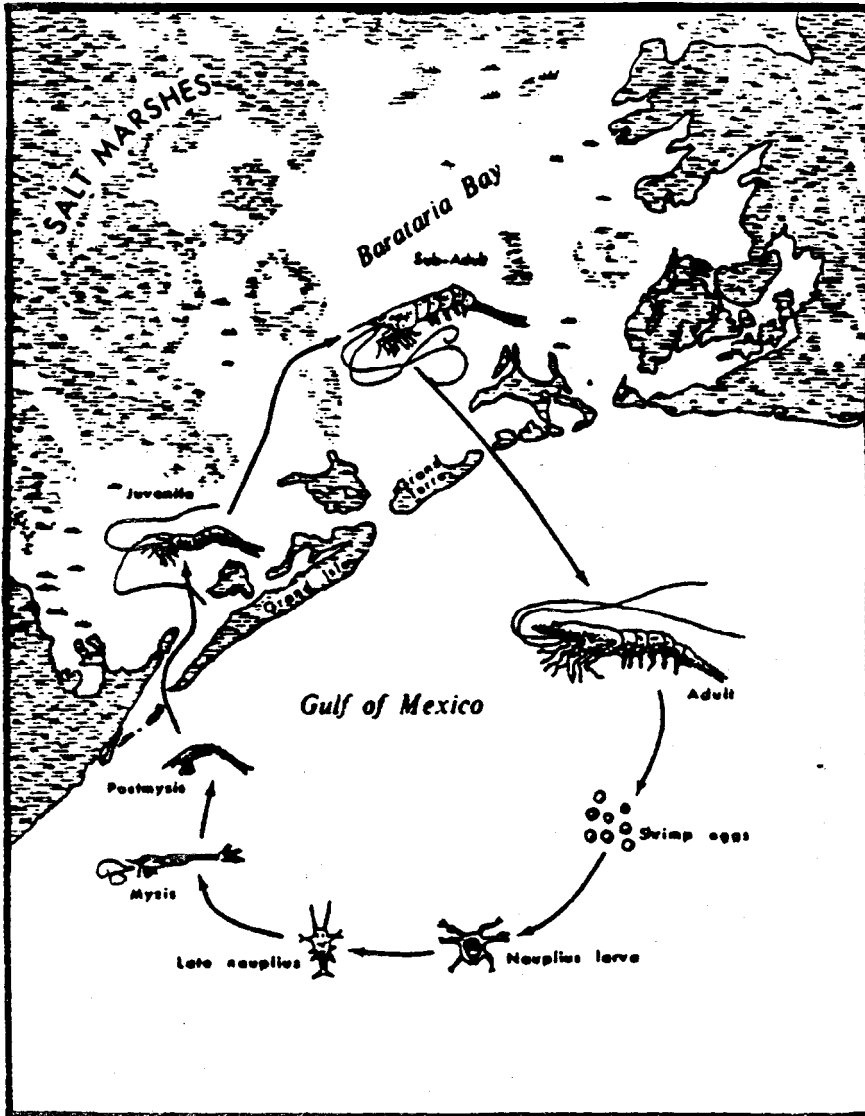 SALT MARSHES
Barataria Bay
Sub-Adult
Juvenile
Grand
Terre
Grand Isle
Gulf of Mexico
Adult
Postmysis
Shrimp eggs
Mysis
Late nauplius
Nauplius larva